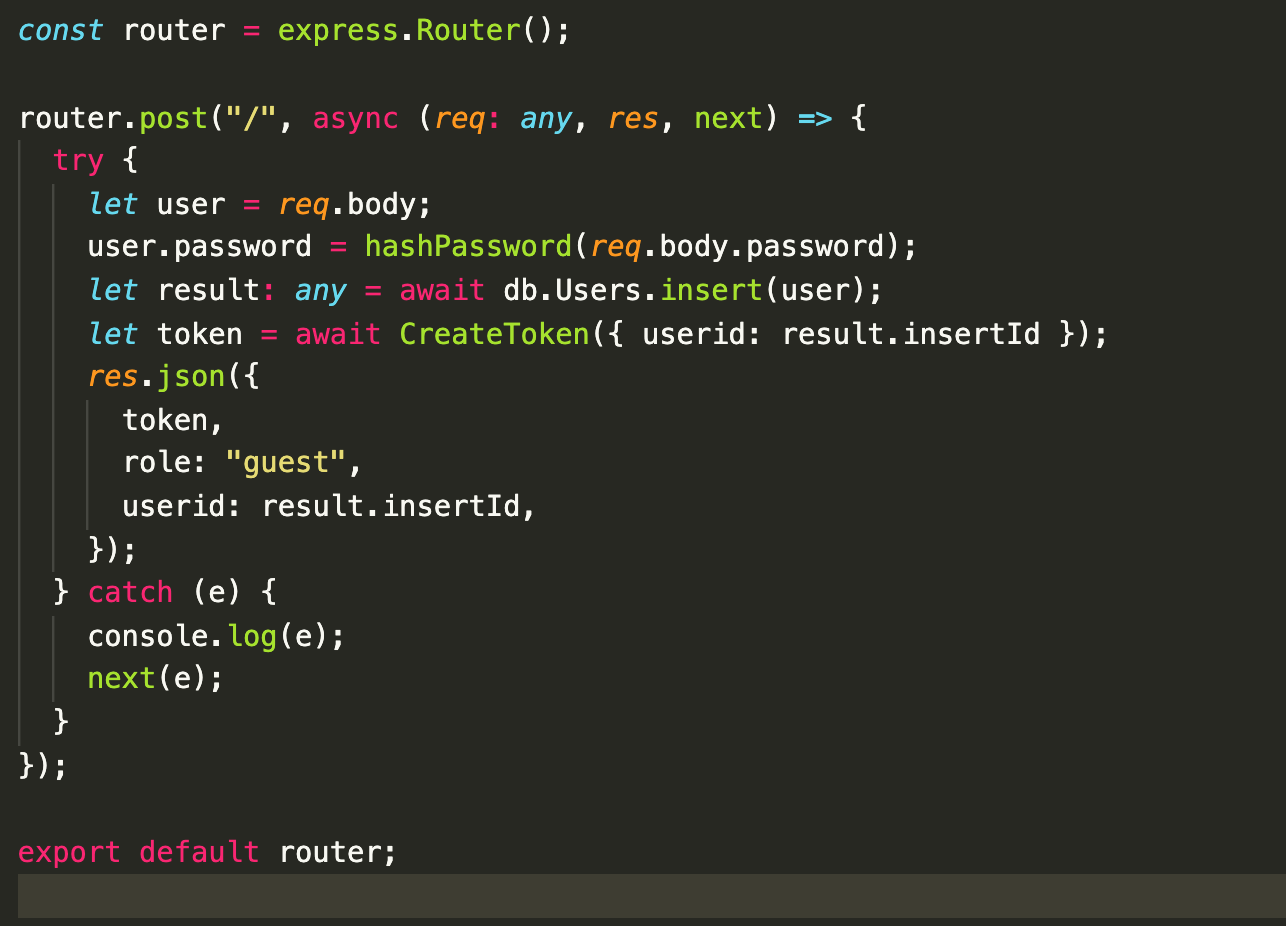 const router = express.Router();

router.post("/", async (req: any, res, next) => {
  try {
    let user = req.body;
    user.password = hashPassword(req.body.password);
    let result: any = await db.Users.insert(user);
    let token = await CreateToken({ userid: result.insertId });
    res.json({
      token,
      role: "guest",
      userid: result.insertId,
    });
  } catch (e) {
    console.log(e);
    next(e);
  }
});

export default router;